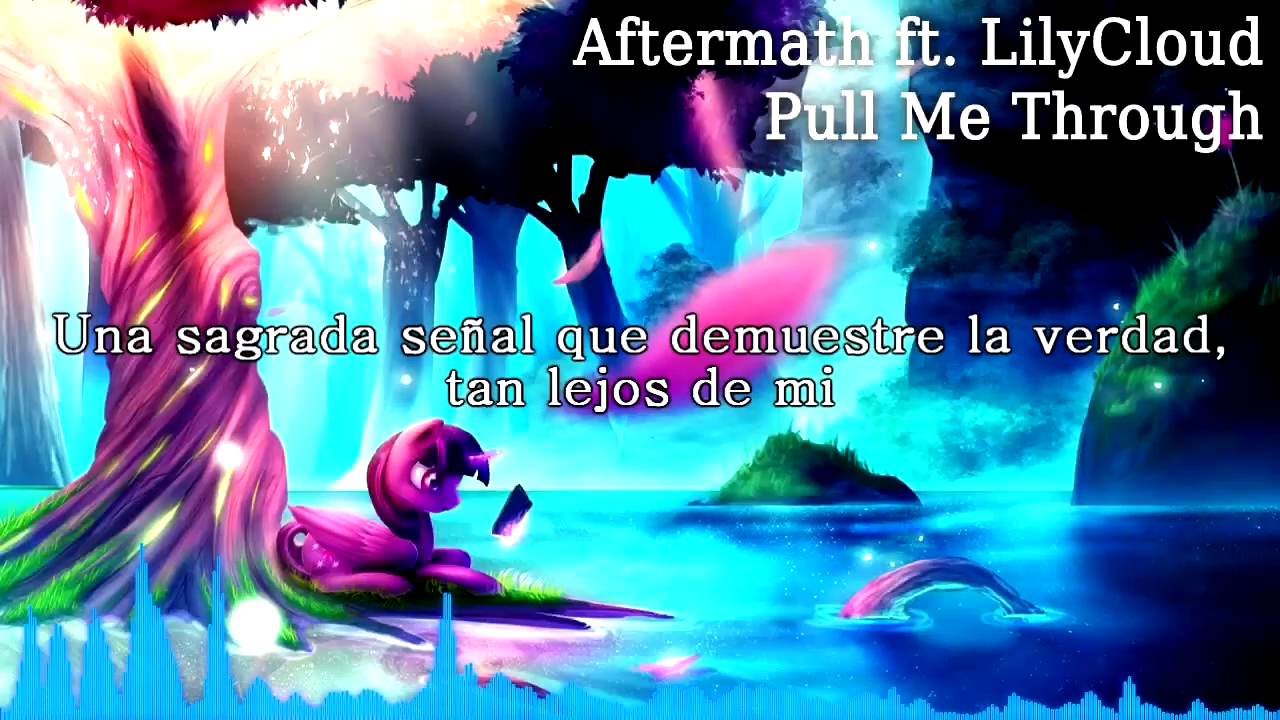 Aftermath ft. LilyCloud
Pull Me Through
Una sagrada señal que demuestre la verdad,
tan lejos de mi